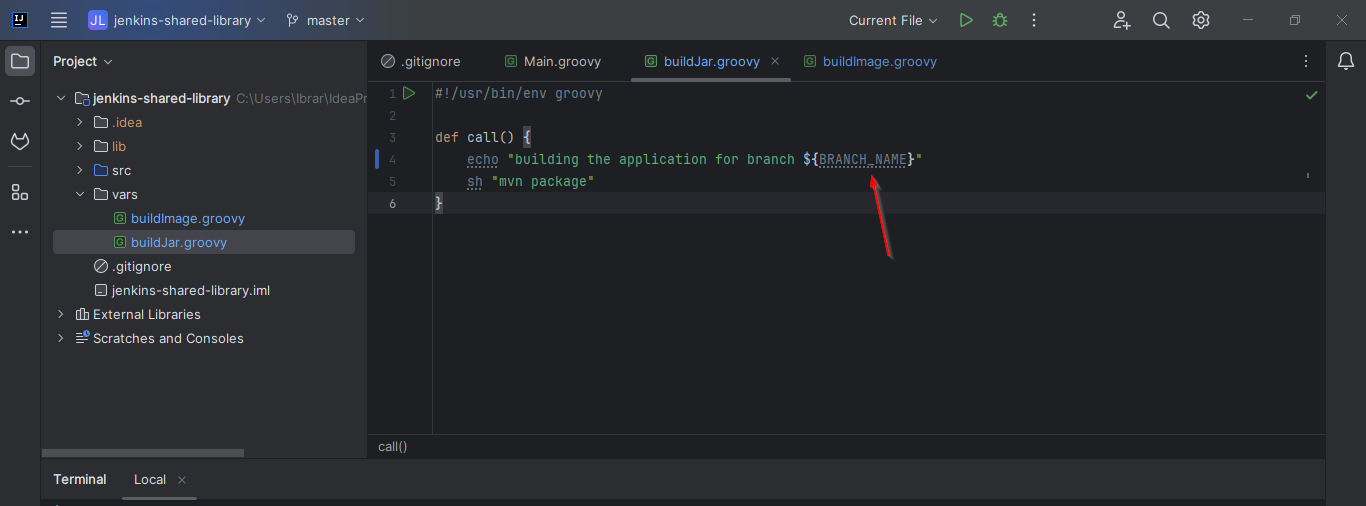 JL jenkins-shared-library master Current File
Project
jenkins-shared-library C:\Users\Ibrar\IdeaPr
.idea
lib
src
vars
buildImage.groovy
buildJar.groovy
.gitignore
jenkins-shared-library.iml
External Libraries
Scratches and Consoles
.gitignore Main.groovy buildJar.groovy buildImage.groovy
1 #!/usr/bin/env groovy
2
3 def call() {
4 echo "building the application for branch ${BRANCH_NAME}"
5 sh "mvn package"
6 }
call()
Terminal Local